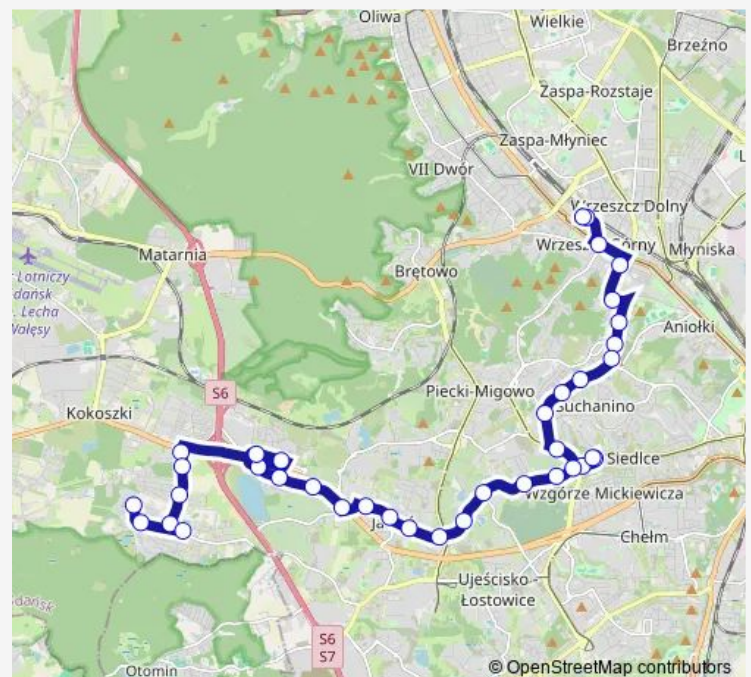 Oliwa
Wielkie
Brzeźno
Zaspa-Rozstaje
Zaspa-Młyniec
VII Dwór
Wrzeszcz Dolny
Matarnia
Młyniska
Brętowo
Lotniczy
dańsk
. Lecha
Wałęsy
Aniołki
S6
Piecki-Migowo
Kokoszki
Suchanino
Siedlce
Wzgórze Mickiewicza
Chełm
Ujeścisko -
Łostowice
S6
S7
Otomin
© OpenStreetMap contributors